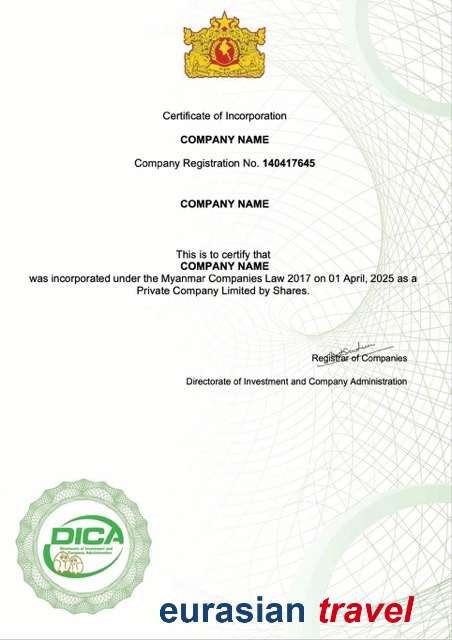 Certificate of Incorporation
COMPANY NAME
Company Registration No. 140417645
COMPANY NAME
This is to certify that
COMPANY NAME
was incorporated under the Myanmar Companies Law 2017 on 01 April, 2025 as a
Private Company Limited by Shares.
Registrar of Companies
Directorate of Investment and Company Administration
DICA
Directorate of Investment and
Company Administration
eurasian travel